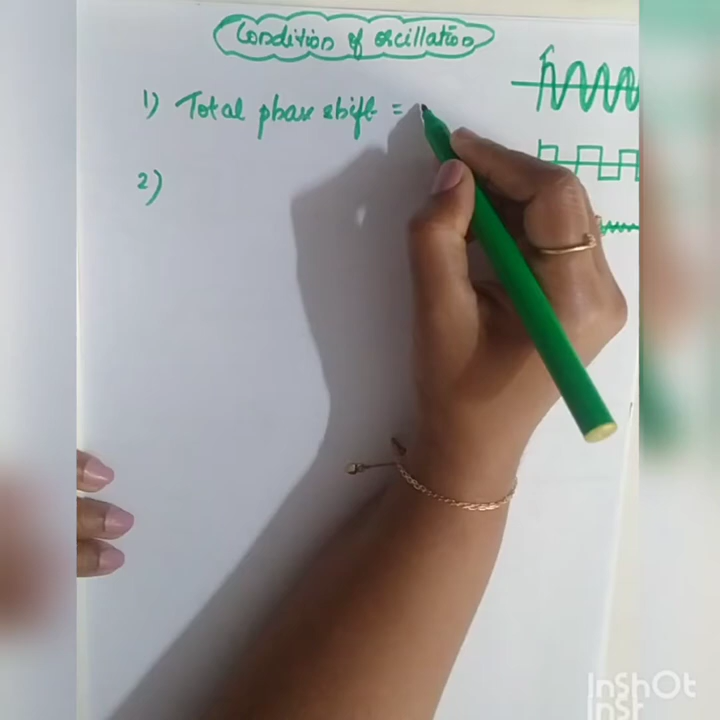 Condition of oscillation
1) Total phase shift =
2)
InShOt